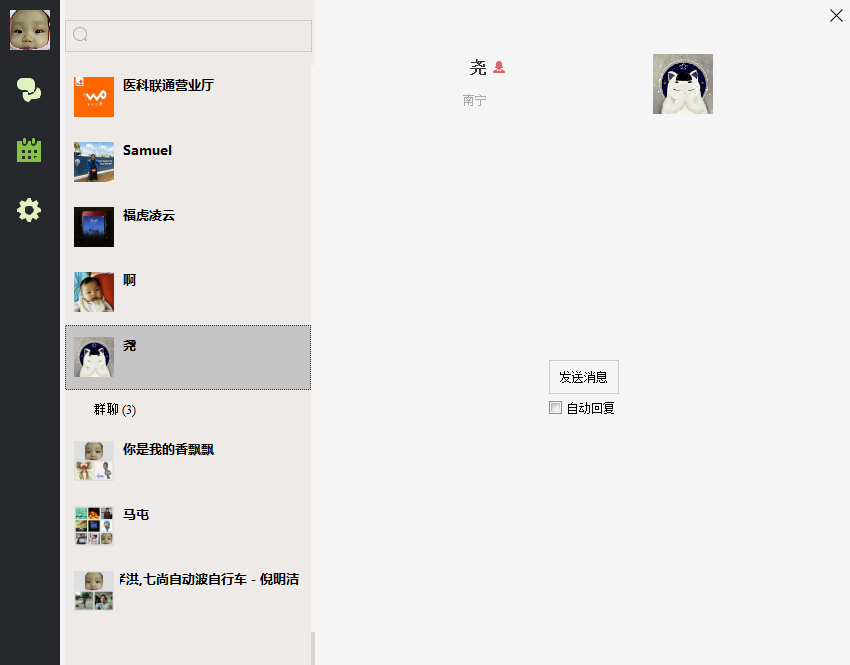 医科联通营业厅
Samuel
福虎凌云
啊
尧
群聊 (3)
你是我的香飘飘
马屯
洪,七尚自动波自行车 - 倪明洁
尧
南宁
发送消息
自动回复